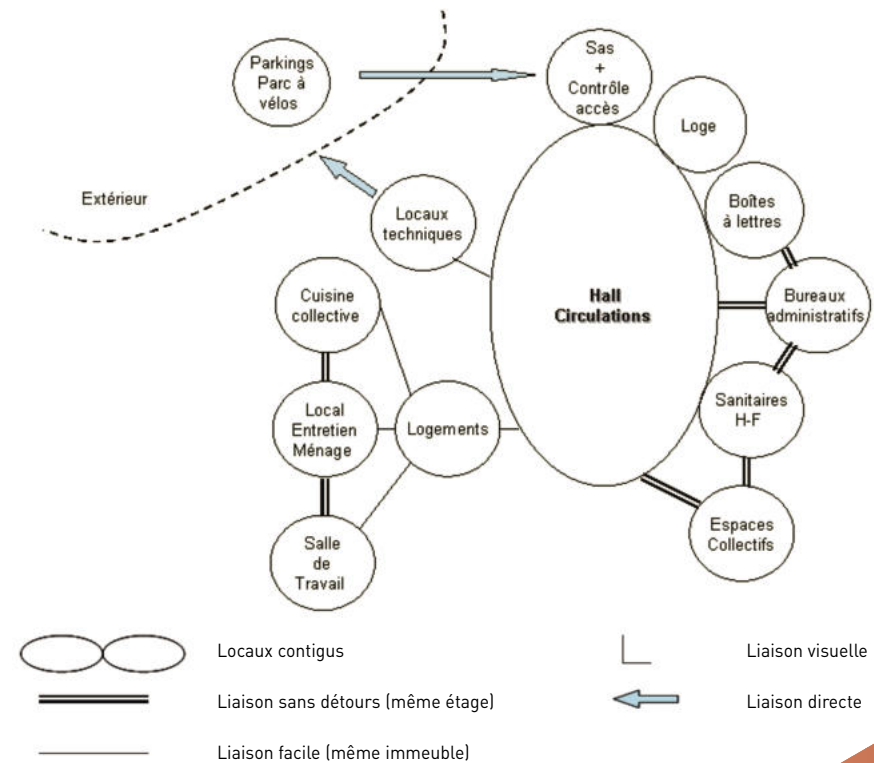 Parkings
Parc à
vélos
Sas
+
Contrôle
accès
Loge
Extérieur
Locaux
techniques
Boîtes
à lettres
Cuisine
collective
Hall
Circulations
Bureaux
administratifs
Local
Entretien
Ménage
Logements
Sanitaires
H-F
Salle
de
Travail
Espaces
Collectifs
Locaux contigus
Liaison visuelle
Liaison sans détours (même étage)
Liaison directe
Liaison facile (même immeuble)